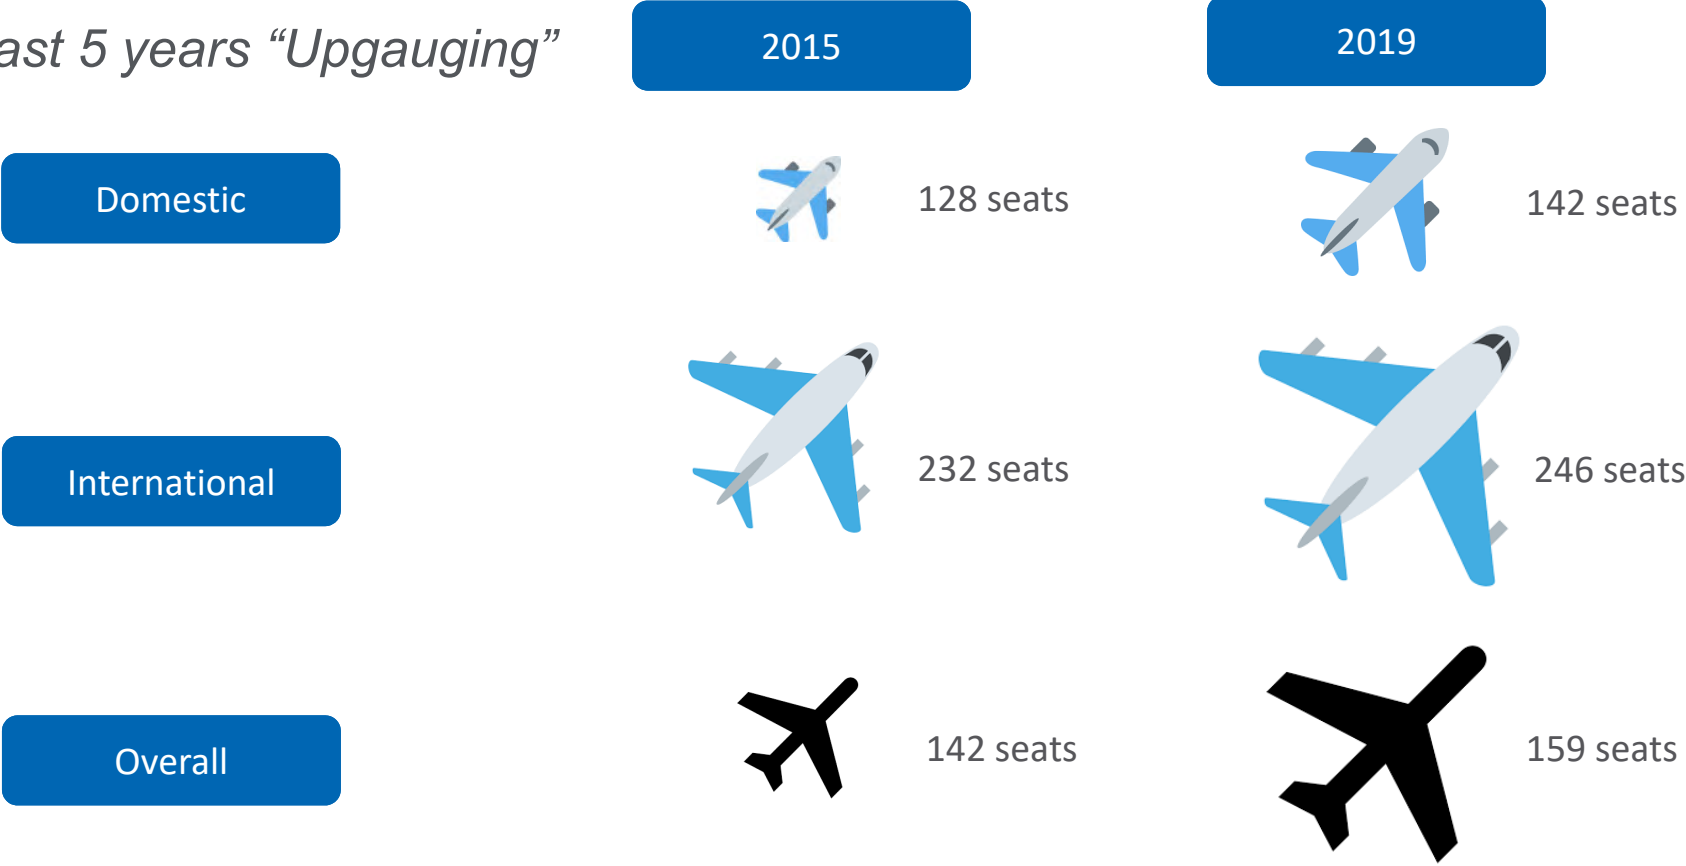 ast 5 years “Upgauging”
2015
2019
Domestic
128 seats
142 seats
International
232 seats
246 seats
Overall
142 seats
159 seats